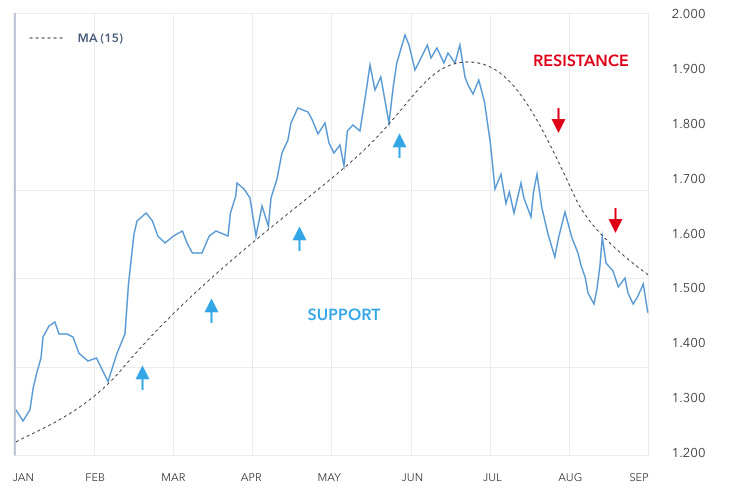 2.000
MA (15)
RESISTANCE
1.900
1.800
1.700
1.600
1.500
SUPPORT
1.400
1.300
1.200
JAN FEB MAR APR MAY JUN JUL AUG SEP